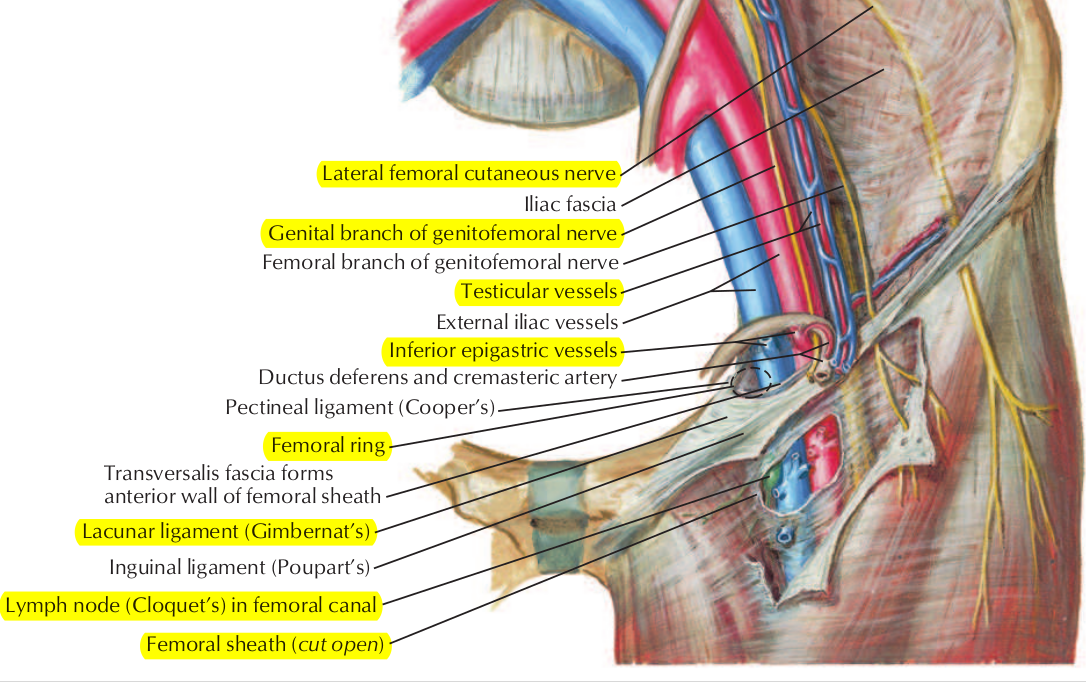 Lateral femoral cutaneous nerve
Iliac fascia
Genital branch of genitofemoral nerve
Femoral branch of genitofemoral nerve
Testicular vessels
External iliac vessels
Inferior epigastric vessels
Ductus deferens and cremasteric artery
Pectineal ligament (Cooper’s)
Femoral ring
Transversalis fascia forms
anterior wall of femoral sheath
Lacunar ligament (Gimbernat’s)
Inguinal ligament (Poupart’s)
Lymph node (Cloquet’s) in femoral canal
Femoral sheath (cut open)